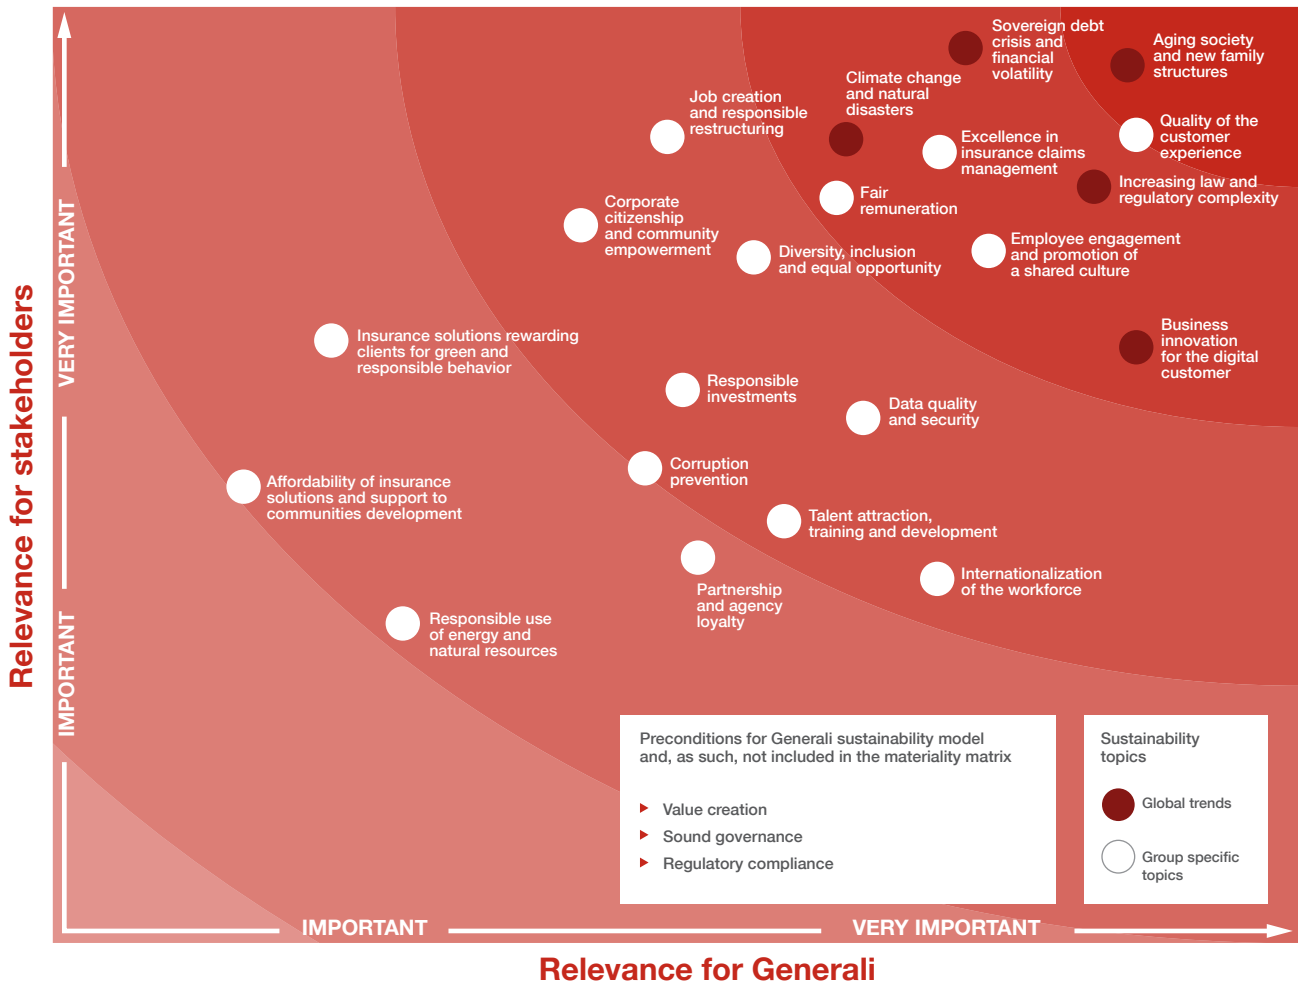 Sovereign debt
crisis and
financial
volatility
Aging society
and new family
structures
Climate change
and natural
disasters
Job creation
and responsible
restructuring
Quality of the
customer
experience
Excellence in
insurance claims
management
Increasing law and
regulatory complexity
Fair
remuneration
Corporate
citizenship
and community
empowerment
Diversity, inclusion
and equal opportunity
Employee engagement
and promotion of
a shared culture
Business
innovation
for the digital
customer
Insurance solutions rewarding
clients for green and
responsible behavior
Responsible
investments
Data quality
and security
Corruption
prevention
Affordability of insurance
solutions and support to
communities development
Talent attraction,
training and development
Internationalization
of the workforce
Partnership
and agency
loyalty
Responsible use
of energy and
natural resources
Relevance for stakeholders
VERY IMPORTANT
IMPORTANT
Preconditions for Generali sustainability model
and, as such, not included in the materiality matrix
Value creation
Sound governance
Regulatory compliance
Sustainability
topics
Global trends
Group specific
topics
IMPORTANT
VERY IMPORTANT
Relevance for Generali